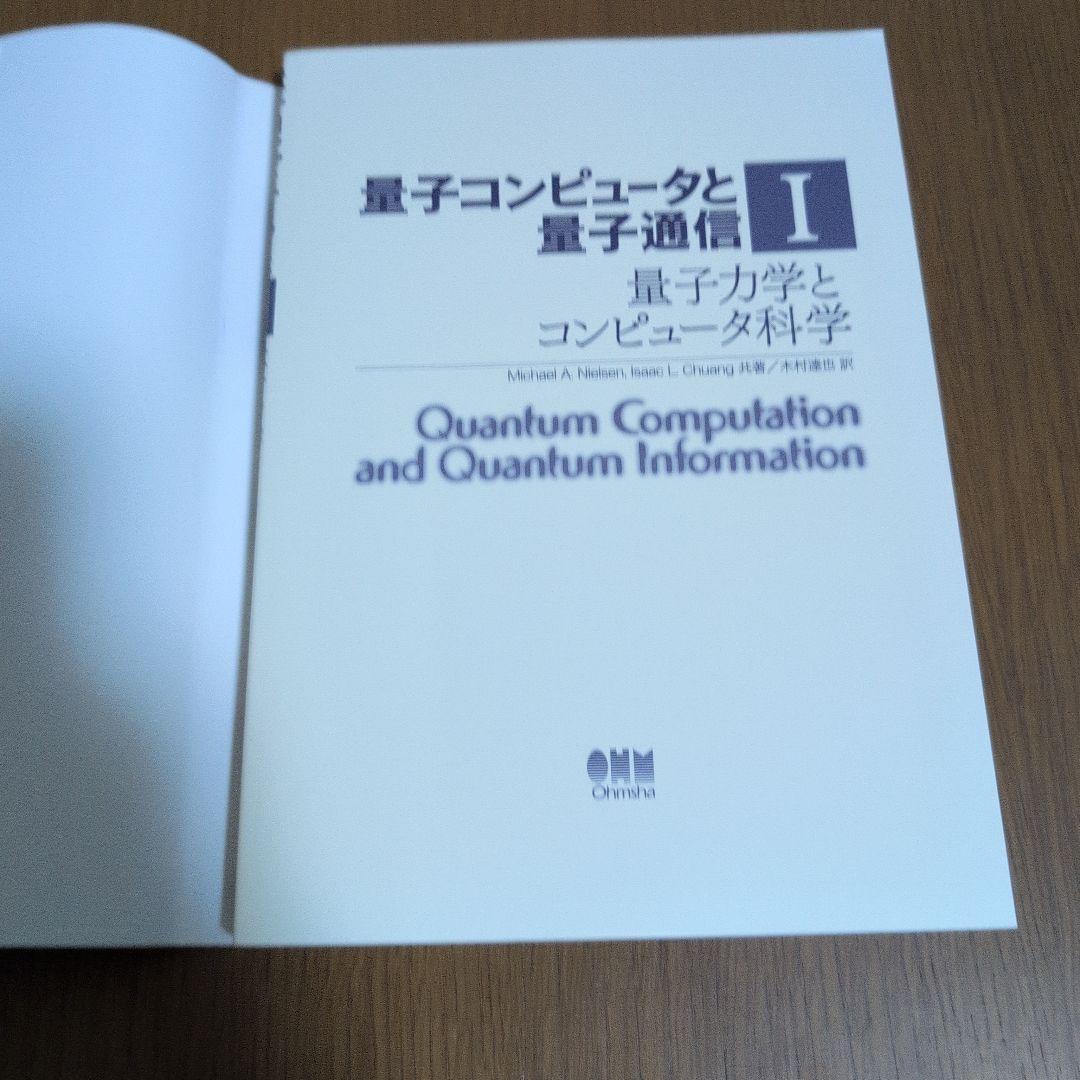 量子コンピュータと
量子通信 I
量子力学と
コンピュータ科学
Michael A. Nielsen, Isaac L. Chuang 共著／木村達也 訳
Quantum Computation
and Quantum Information
OHM
Ohmsha